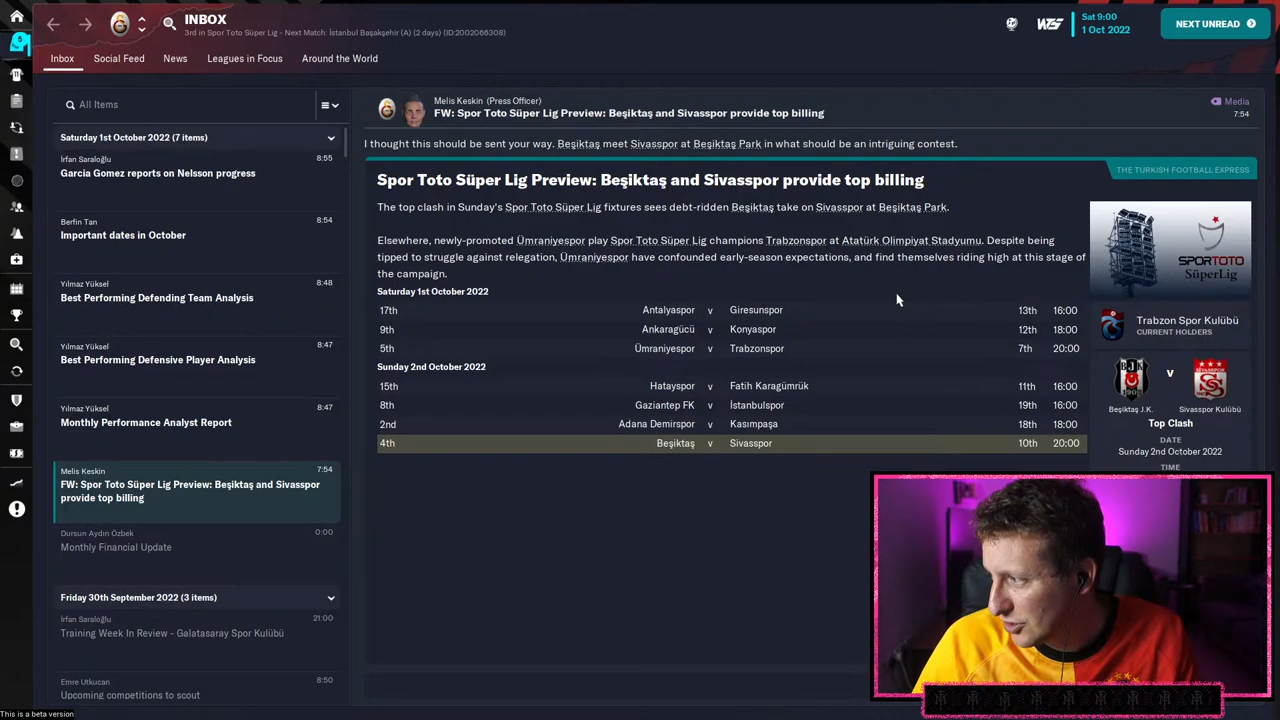 INBOX
3rd in Spor Toto Süper Lig - Next Match: İstanbul Başakşehir (A) (2 days) (ID:2002066308)
Sat 9:00
1 Oct 2022
NEXT UNREAD
5
Inbox
Social Feed
News
Leagues in Focus
Around the World
All Items
Saturday 1st October 2022 (7 items)
İrfan Saraloğlu
8:55
Garcia Gomez reports on Nelsson progress
Berfin Tan
8:54
Important dates in October
Yılmaz Yüksel
8:48
Best Performing Defending Team Analysis
Yılmaz Yüksel
8:47
Best Performing Defensive Player Analysis
Yılmaz Yüksel
8:47
Monthly Performance Analyst Report
Melis Keskin
7:54
FW: Spor Toto Süper Lig Preview: Beşiktaş and Sivasspor
provide top billing
Dursun Aydın Özbek
0:00
Monthly Financial Update
Friday 30th September 2022 (3 items)
İrfan Saraloğlu
21:00
Training Week In Review - Galatasaray Spor Kulübü
Emre Utkucan
8:50
Upcoming competitions to scout
This is a beta version
Melis Keskin (Press Officer)
FW: Spor Toto Süper Lig Preview: Beşiktaş and Sivasspor provide top billing
Media
7:54
I thought this should be sent your way. Beşiktaş meet Sivasspor at Beşiktaş Park in what should be an intriguing contest.
THE TURKISH FOOTBALL EXPRESS
Spor Toto Süper Lig Preview: Beşiktaş and Sivasspor provide top billing
The top clash in Sunday's Spor Toto Süper Lig fixtures sees debt-ridden Beşiktaş take on Sivasspor at Beşiktaş Park.
Elsewhere, newly-promoted Ümraniyespor play Spor Toto Süper Lig champions Trabzonspor at Atatürk Olimpiyat Stadyumu. Despite being
tipped to struggle against relegation, Ümraniyespor have confounded early-season expectations, and find themselves riding high at this stage of
the campaign.
Saturday 1st October 2022
17th Antalyaspor v Giresunspor 13th 16:00
9th Ankaragücü v Konyaspor 12th 18:00
5th Ümraniyespor v Trabzonspor 7th 20:00
Sunday 2nd October 2022
15th Hatayspor v Fatih Karagümrük 11th 16:00
8th Gaziantep FK v İstanbulspor 19th 16:00
2nd Adana Demirspor v Kasımpaşa 18th 18:00
4th Beşiktaş v Sivasspor 10th 20:00
SPORTOTO
SüperLig
Trabzon Spor Kulübü
CURRENT HOLDERS
BJK
v
Beşiktaş J.K.
Sivasspor Kulübü
Top Clash
DATE
Sunday 2nd October 2022
TIME